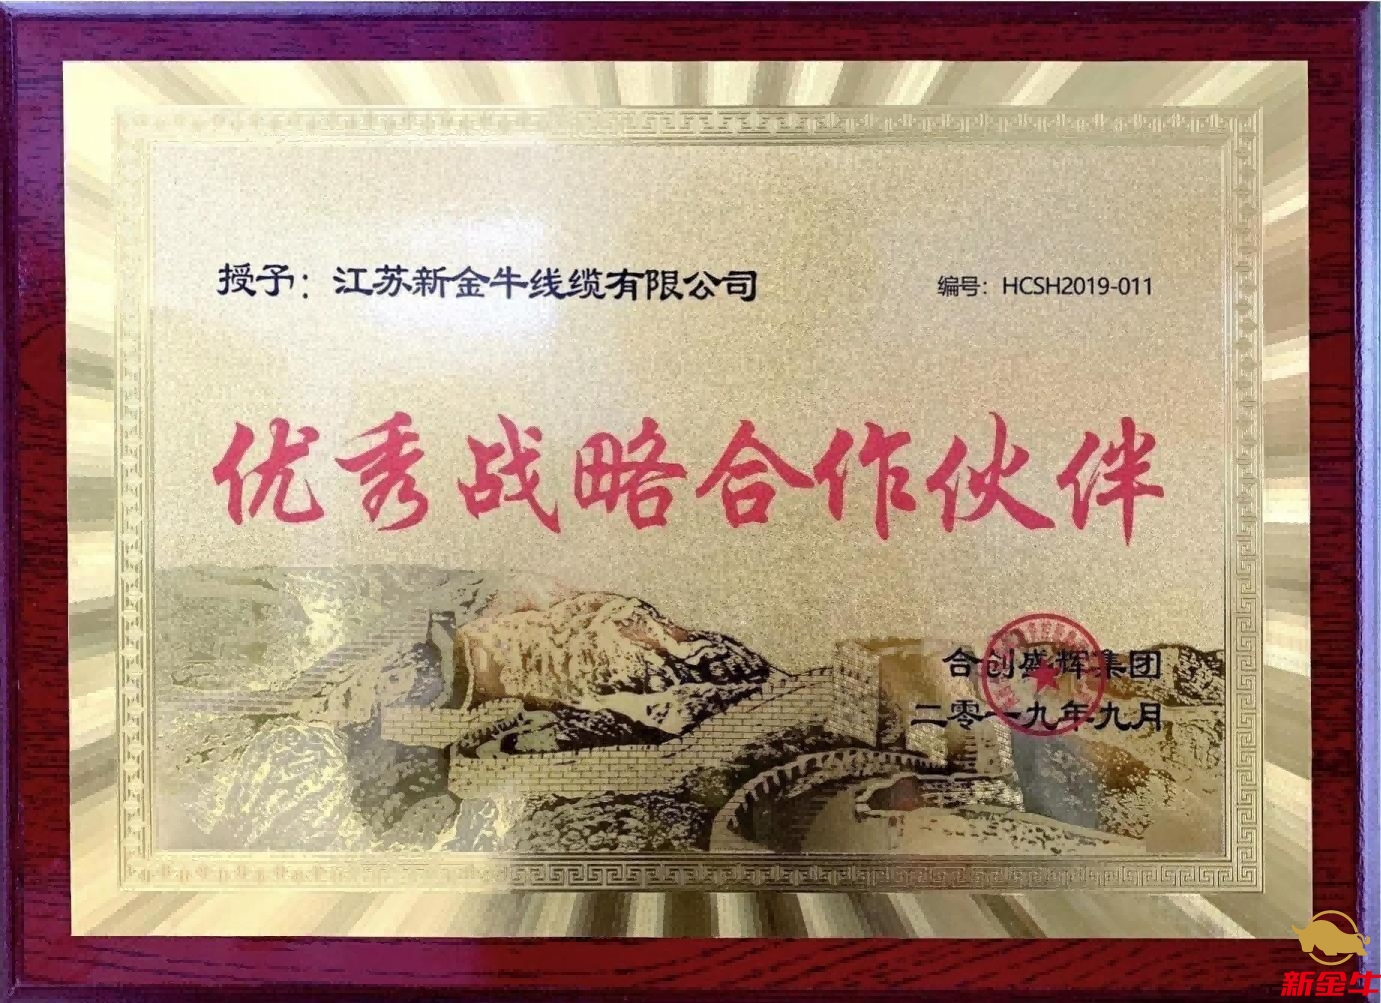 授予：江苏新金牛线缆有限公司
编号：HCSH2019-011
优秀战略合作伙伴
合创盛辉集团
二零一九年九月
新金牛